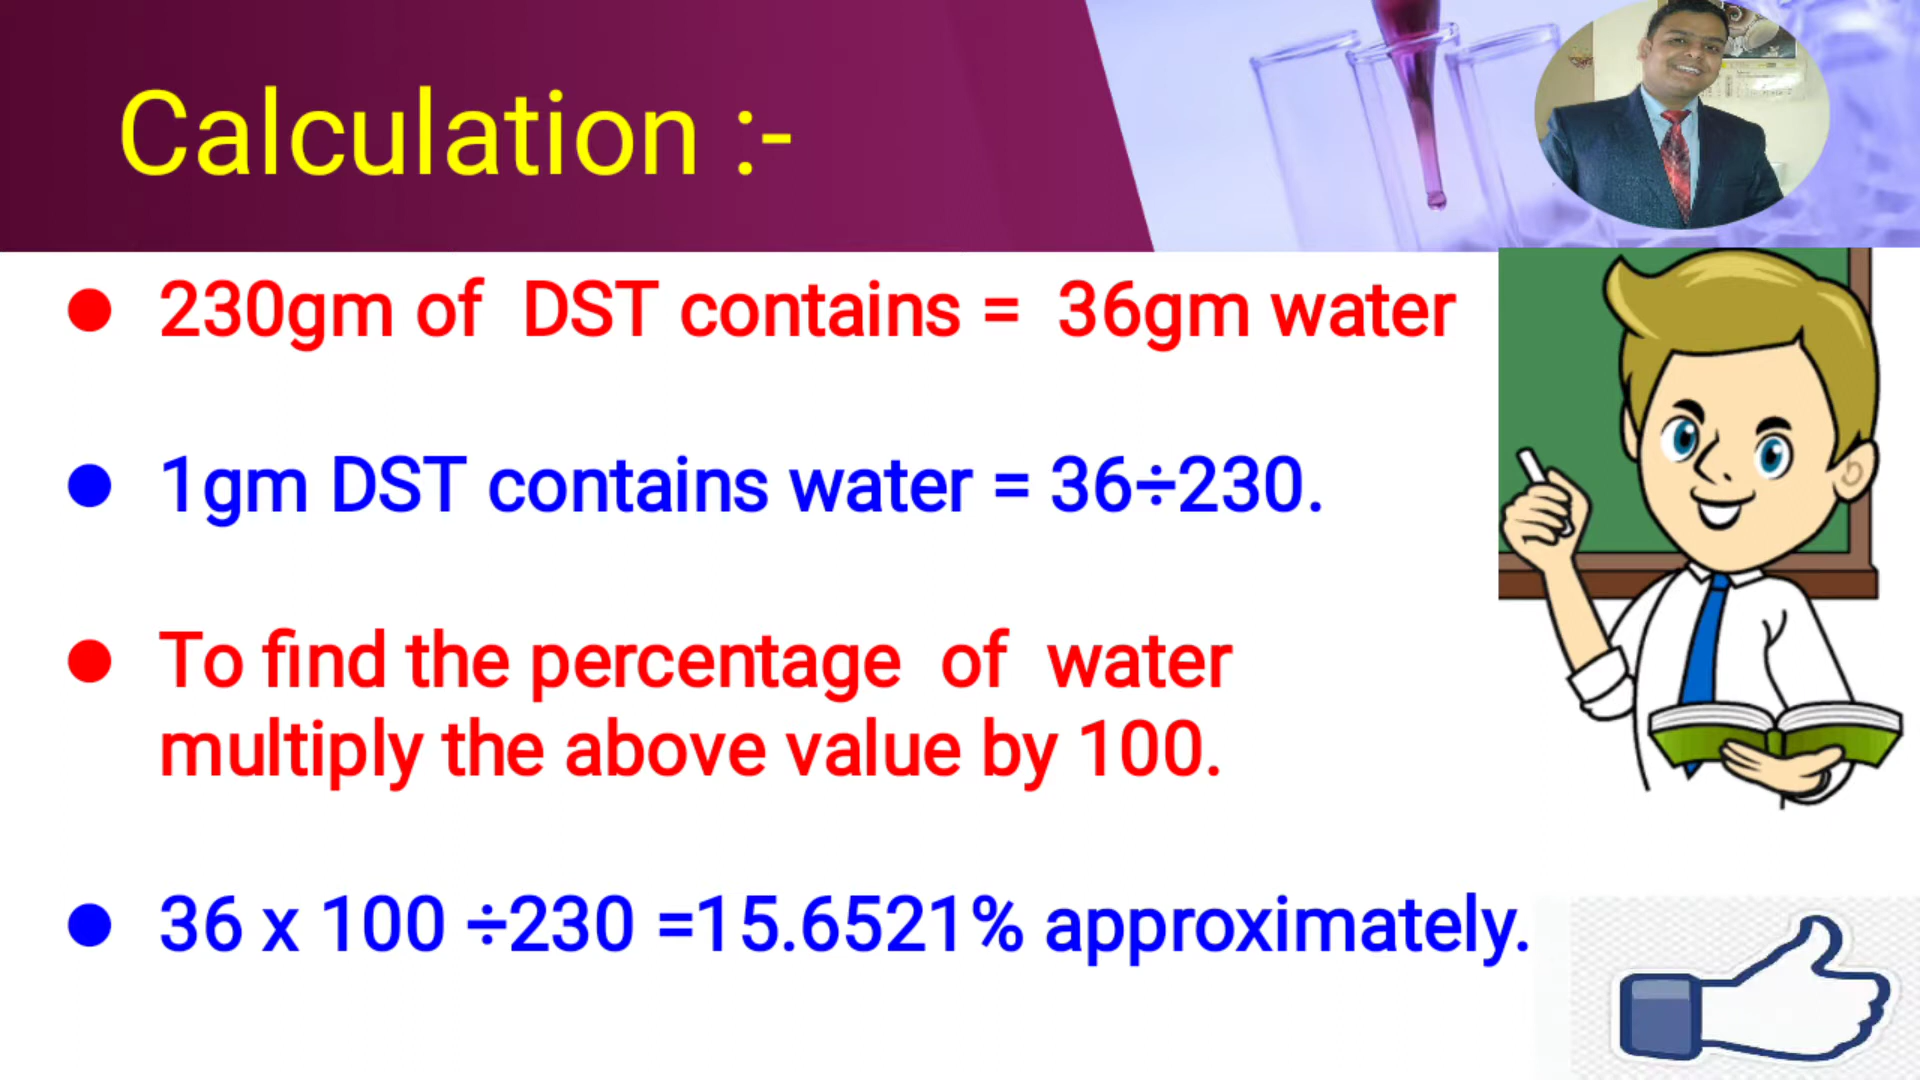 Calculation :-
230gm of DST contains = 36gm water
1gm DST contains water = 36÷230.
To find the percentage of water
multiply the above value by 100.
36 x 100 ÷230 =15.6521% approximately.